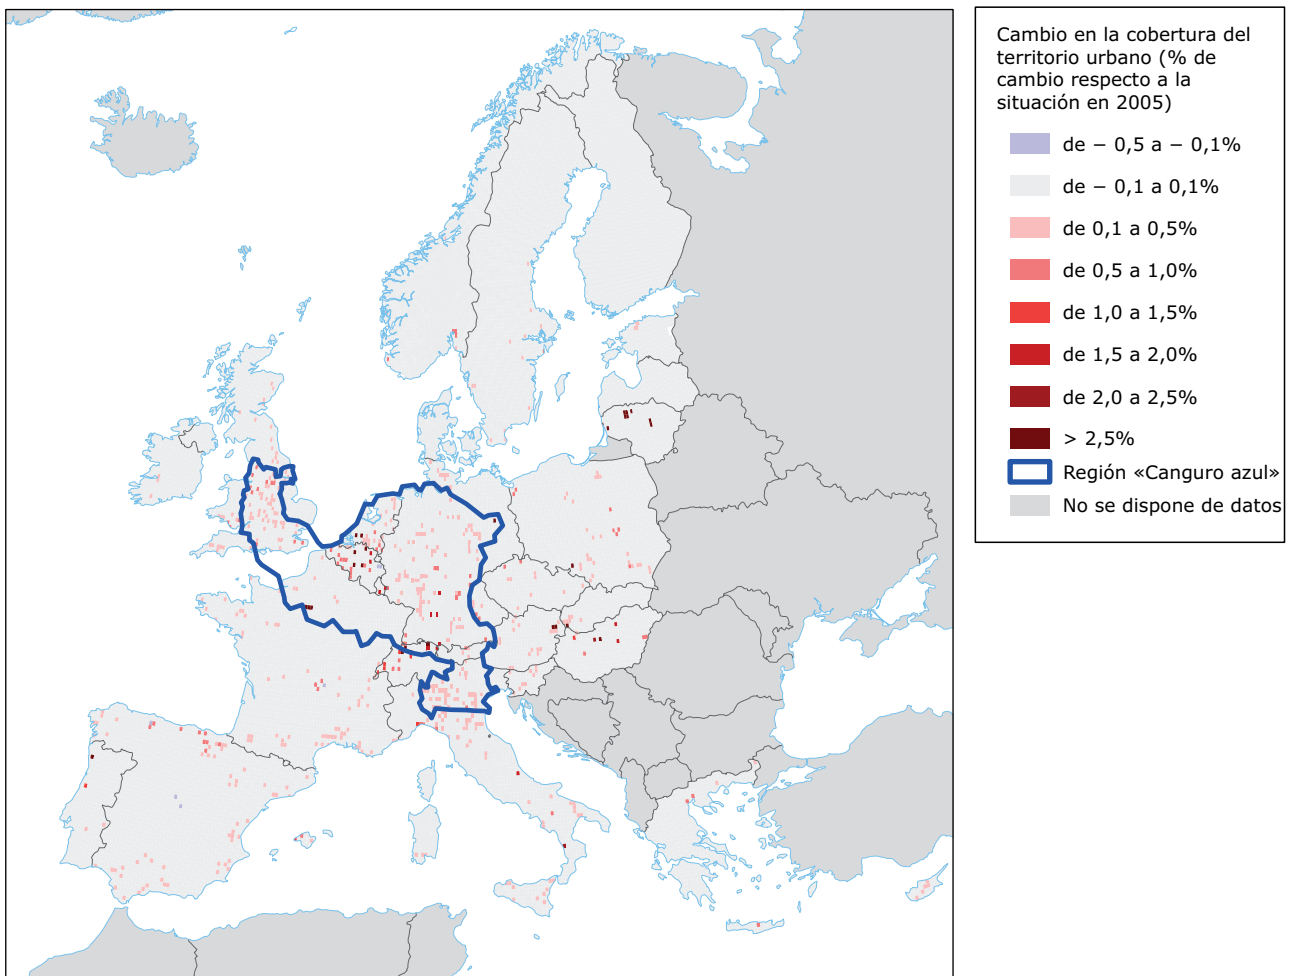 Cambio en la cobertura del
territorio urbano (% de
cambio respecto a la
situación en 2005)
de − 0,5 a − 0,1%
de − 0,1 a 0,1%
de 0,1 a 0,5%
de 0,5 a 1,0%
de 1,0 a 1,5%
de 1,5 a 2,0%
de 2,0 a 2,5%
> 2,5%
Región «Canguro azul»
No se dispone de datos